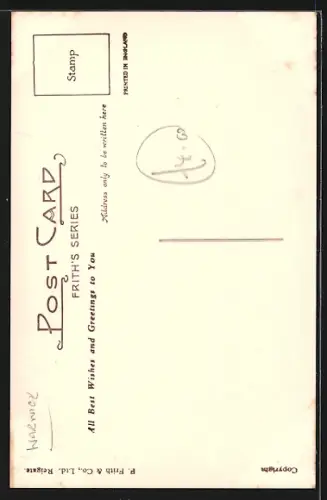 POST CARD
FRITH'S SERIES
All Best Wishes and Greetings to You
Address only to be written here
Stamp
PRINTED IN ENGLAND
WARWICK
F. Frith & Co., Ltd. Reigate.
Copyright